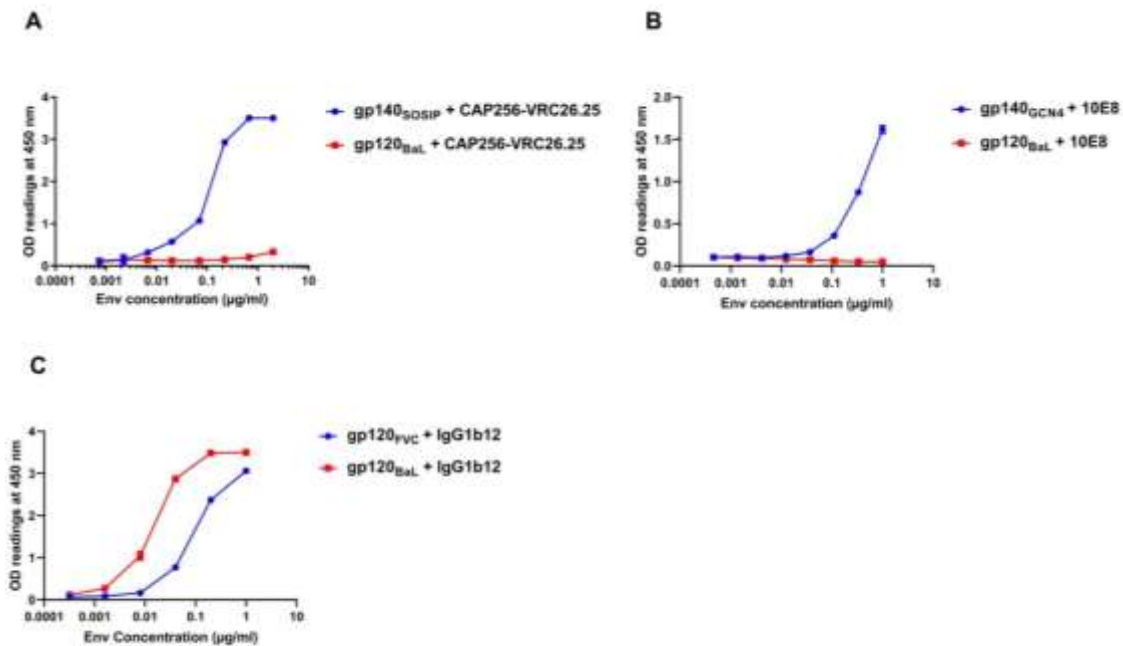 A
B
4
3
2
1
0
OD readings at 450 nm
0.0001 0.001 0.01 0.1 1 10
Env concentration (μg/ml)
gp140SOSIP + CAP256-VRC26.25
gp120BaL + CAP256-VRC26.25
2.0
1.5
1.0
0.5
0.0
OD readings at 450 nm
0.0001 0.001 0.01 0.1 1 10
Env concentration (μg/ml)
gp140GCN4 + 10E8
gp120BaL + 10E8
C
4
3
2
1
0
OD readings at 450 nm
0.0001 0.001 0.01 0.1 1 10
Env Concentration (μg/ml)
gp120FVC + IgG1b12
gp120BaL + IgG1b12